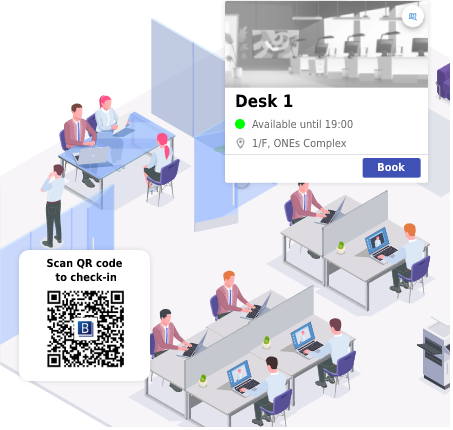 Desk 1
Available until 19:00
1/F, ONEs Complex
Book
Scan QR code
to check-in
B